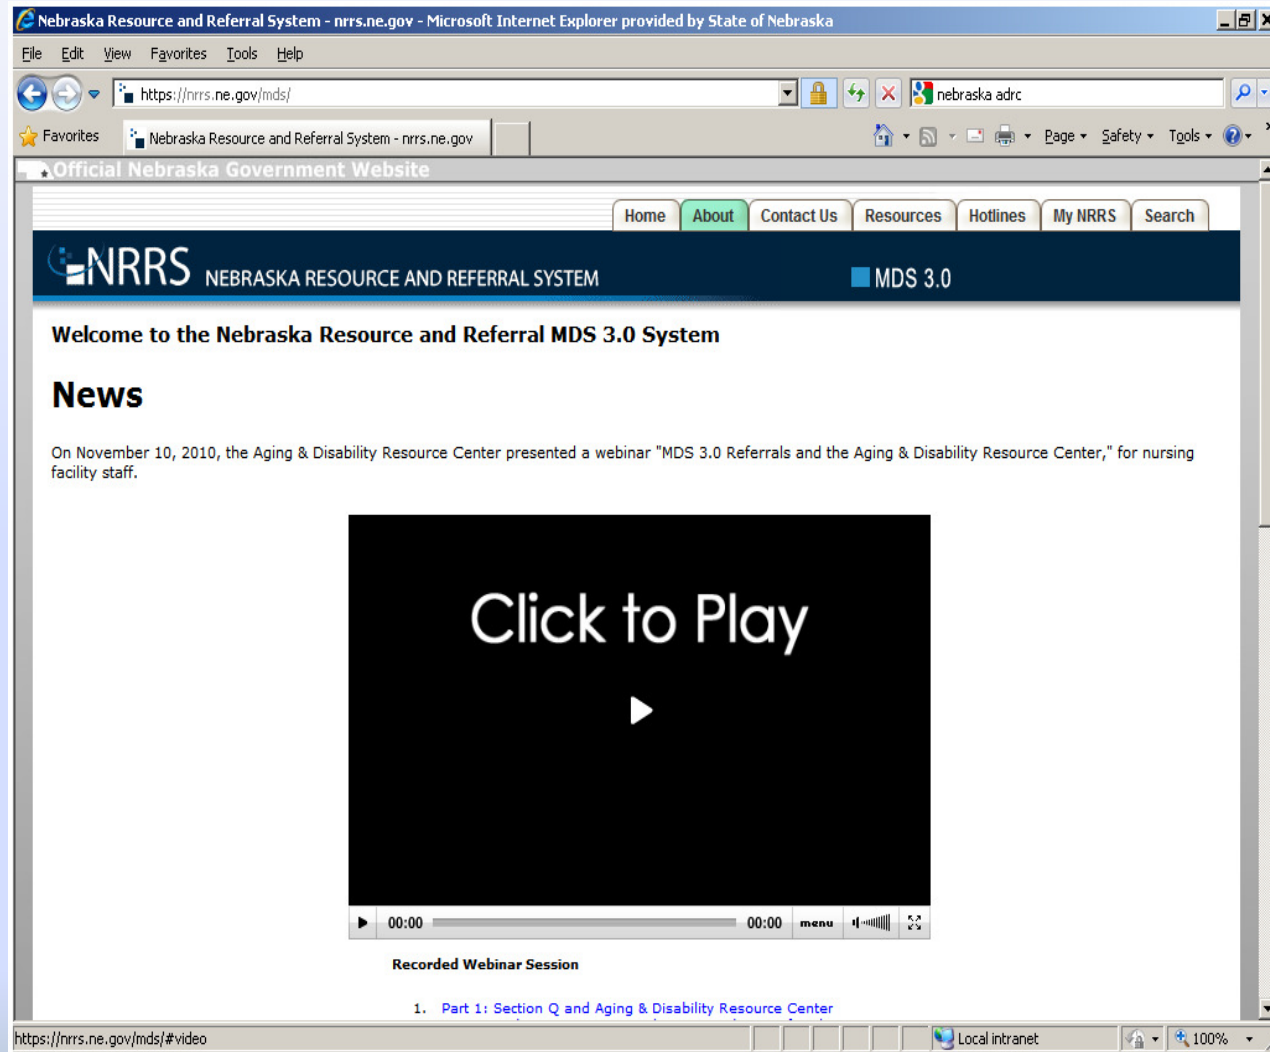 Nebraska Resource and Referral System - nrrs.ne.gov - Microsoft Internet Explorer provided by State of Nebraska
File Edit View Favorites Tools Help
https://nrrs.ne.gov/mds/
nebraska adrc
Favorites
Nebraska Resource and Referral System - nrrs.ne.gov
Page Safety Tools
Official Nebraska Government Website
Home About Contact Us Resources Hotlines My NRRS Search
NRRS NEBRASKA RESOURCE AND REFERRAL SYSTEM MDS 3.0
Welcome to the Nebraska Resource and Referral MDS 3.0 System
News
On November 10, 2010, the Aging & Disability Resource Center presented a webinar "MDS 3.0 Referrals and the Aging & Disability Resource Center," for nursing
facility staff.
Click to Play
00:00 00:00 menu
Recorded Webinar Session
1. Part 1: Section Q and Aging & Disability Resource Center
https://nrrs.ne.gov/mds/#video
Local intranet
100%